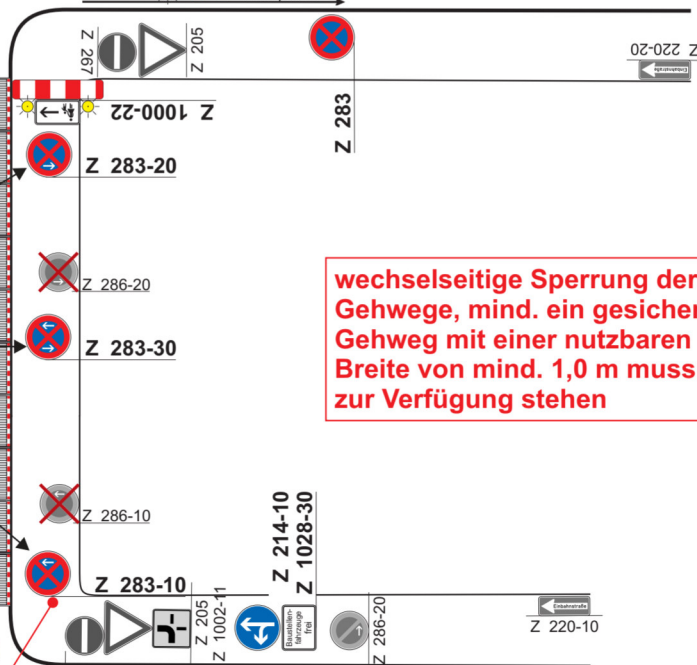 Z 267
Z 205
Z 283
Z 220-20
Einbahnstraße
Z 1000-22
Z 283-20
Z 286-20
wechselseitige Sperrung der
Gehwege, mind. ein
Gehweg mit einer nutzbaren
Breite von mind. 1,0 m muss
zur Verfügung stehen
Z 283-30
Z 286-10
Z 283-10
Z 205
Z 1002-11
Z 214-10
Z 1028-30
Baustellen-
fahrzeuge
frei
Z 286-20
Einbahnstraße
Z 220-10